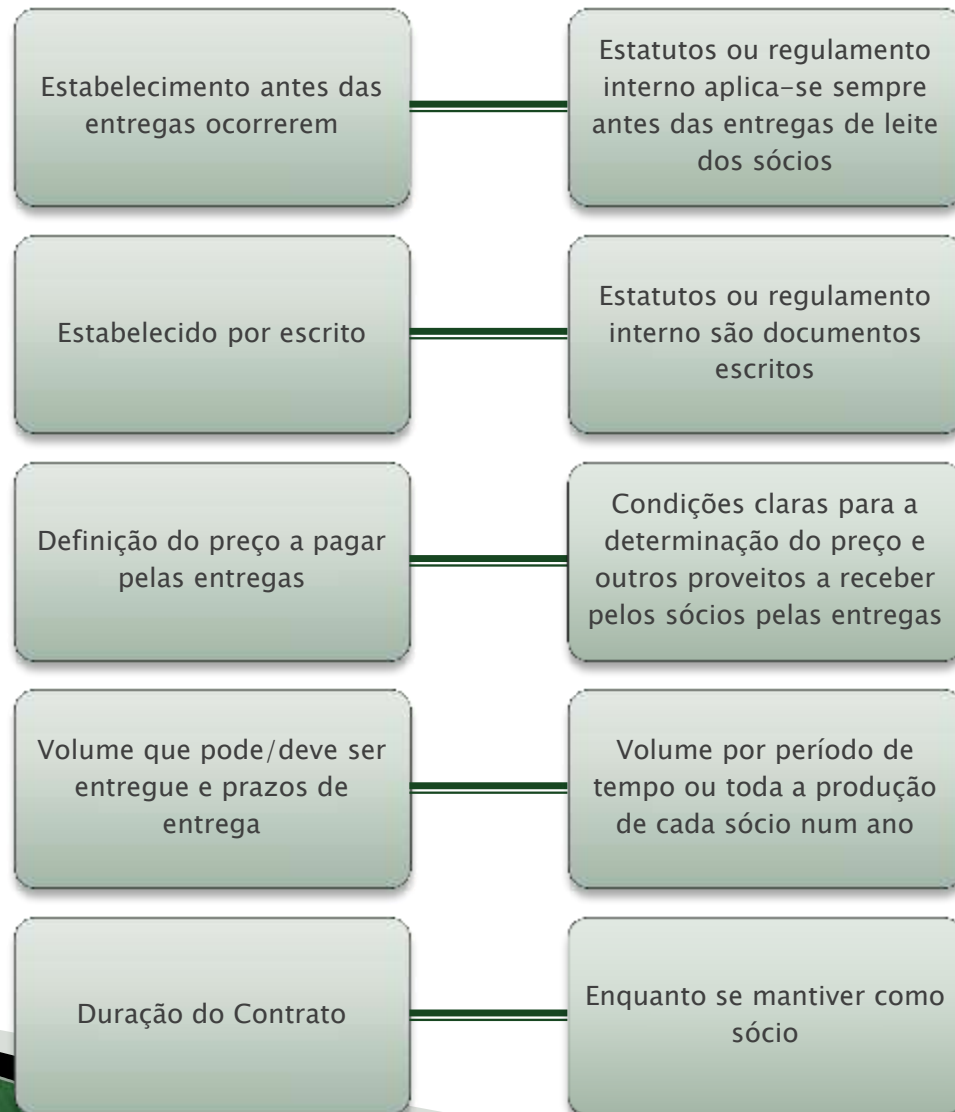 Estabelecimento antes das
entregas ocorrerem
Estatutos ou regulamento
interno aplica-se sempre
antes das entregas de leite
dos sócios
Estabelecido por escrito
Estatutos ou regulamento
interno são documentos
escritos
Definição do preço a pagar
pelas entregas
Condições claras para a
determinação do preço e
outros proveitos a receber
pelos sócios pelas entregas
Volume que pode/deve ser
entregue e prazos de
entrega
Volume por período de
tempo ou toda a produção
de cada sócio num ano
Duração do Contrato
Enquanto se mantiver como
sócio